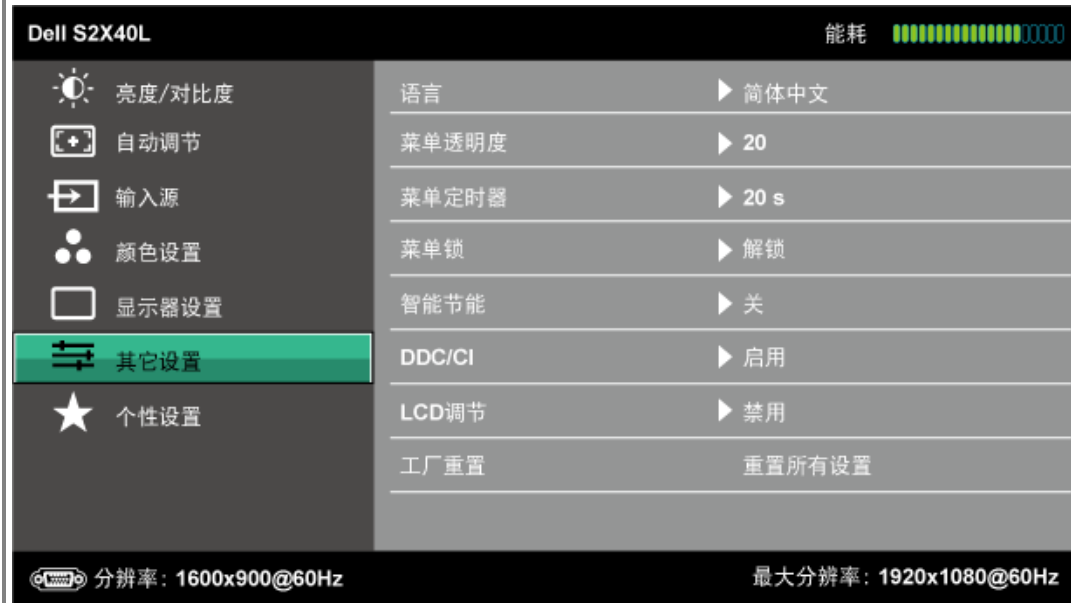 Dell S2X40L 能耗
亮度/对比度 语言 简体中文
自动调节 菜单透明度 20
输入源 菜单定时器 20 s
颜色设置 菜单锁 解锁
显示器设置 智能节能 关
其它设置 DDC/CI 启用
个性设置 LCD调节 禁用
工厂重置 重置所有设置
分辨率: 1600x900@60Hz 最大分辨率: 1920x1080@60Hz